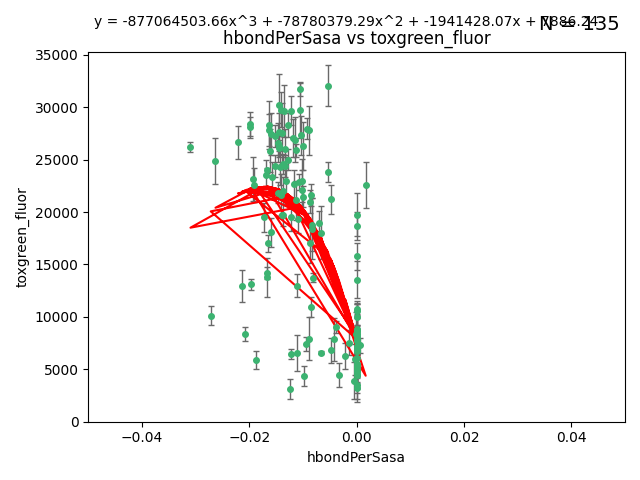 y = -877064503.66x^3 + -78780379.29x^2 + -1941428.07x + 7886.24
N = 135
hbondPerSasa vs toxgreen_fluor
35000
30000
25000
20000
15000
10000
5000
0
toxgreen_fluor
−0.04
−0.02
0.00
0.02
0.04
hbondPerSasa